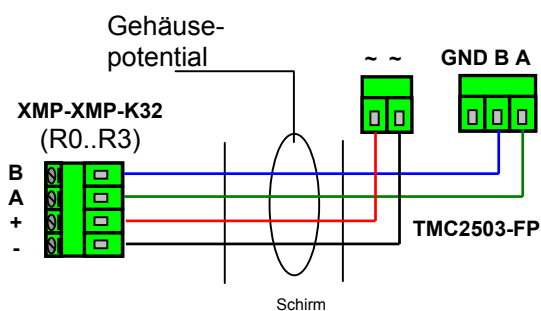 Gehäuse-
potential
~ ~
GND B A
XMP-XMP-K32
(R0..R3)
B
A
+
-
TMC2503-FP
Schirm